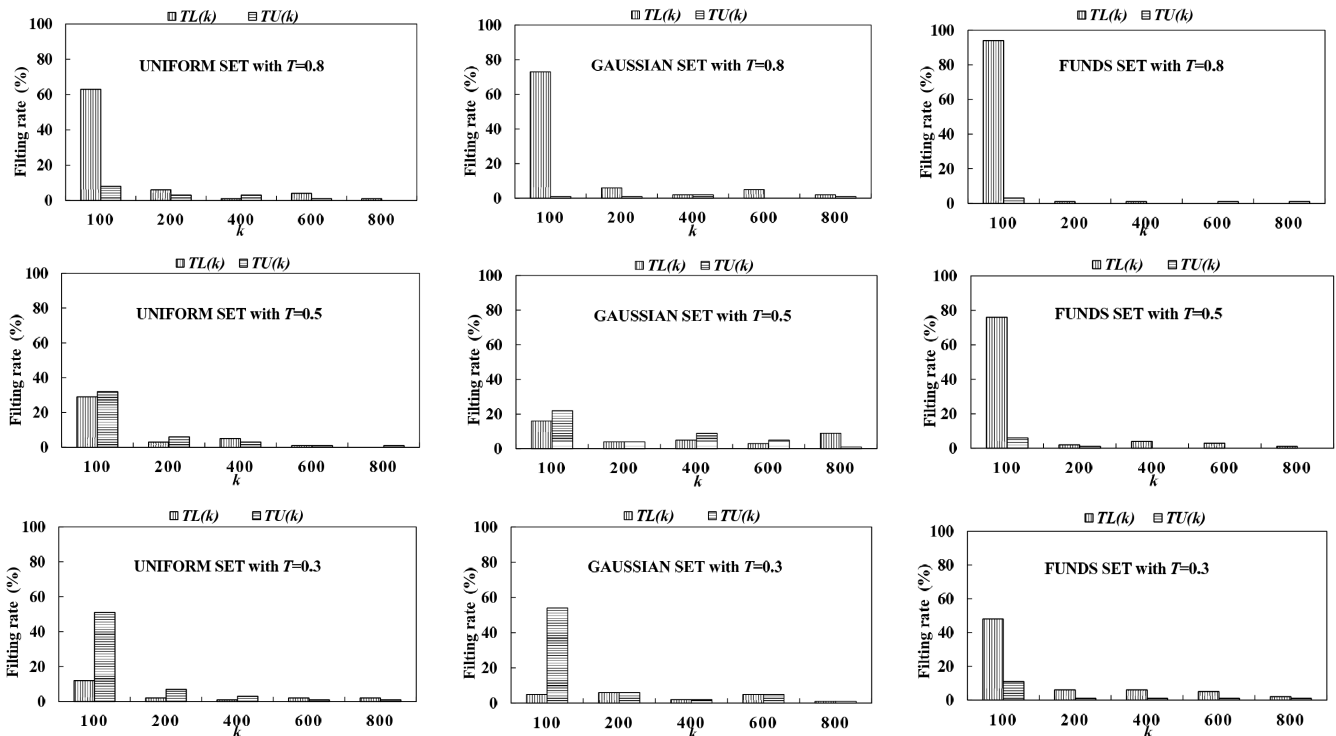 TL(k) TU(k)
UNIFORM SET with T=0.8
Filting rate (%)
100
80
60
40
20
0
100 200 400 600 800
k
TL(k) TU(k)
GAUSSIAN SET with T=0.8
Filting rate (%)
100
80
60
40
20
0
100 200 400 600 800
k
TL(k) TU(k)
FUNDS SET with T=0.8
Filting rate (%)
100
80
60
40
20
0
100 200 400 600 800
k
TL(k) TU(k)
UNIFORM SET with T=0.5
Filting rate (%)
100
80
60
40
20
0
100 200 400 600 800
k
TL(k) TU(k)
GAUSSIAN SET with T=0.5
Filting rate (%)
100
80
60
40
20
0
100 200 400 600 800
k
TL(k) TU(k)
FUNDS SET with T=0.5
Filting rate (%)
100
80
60
40
20
0
100 200 400 600 800
k
TL(k) TU(k)
UNIFORM SET with T=0.3
Filting rate (%)
100
80
60
40
20
0
100 200 400 600 800
k
TL(k) TU(k)
GAUSSIAN SET with T=0.3
Filting rate (%)
100
80
60
40
20
0
100 200 400 600 800
k
TL(k) TU(k)
FUNDS SET with T=0.3
Filting rate (%)
100
80
60
40
20
0
100 200 400 600 800
k